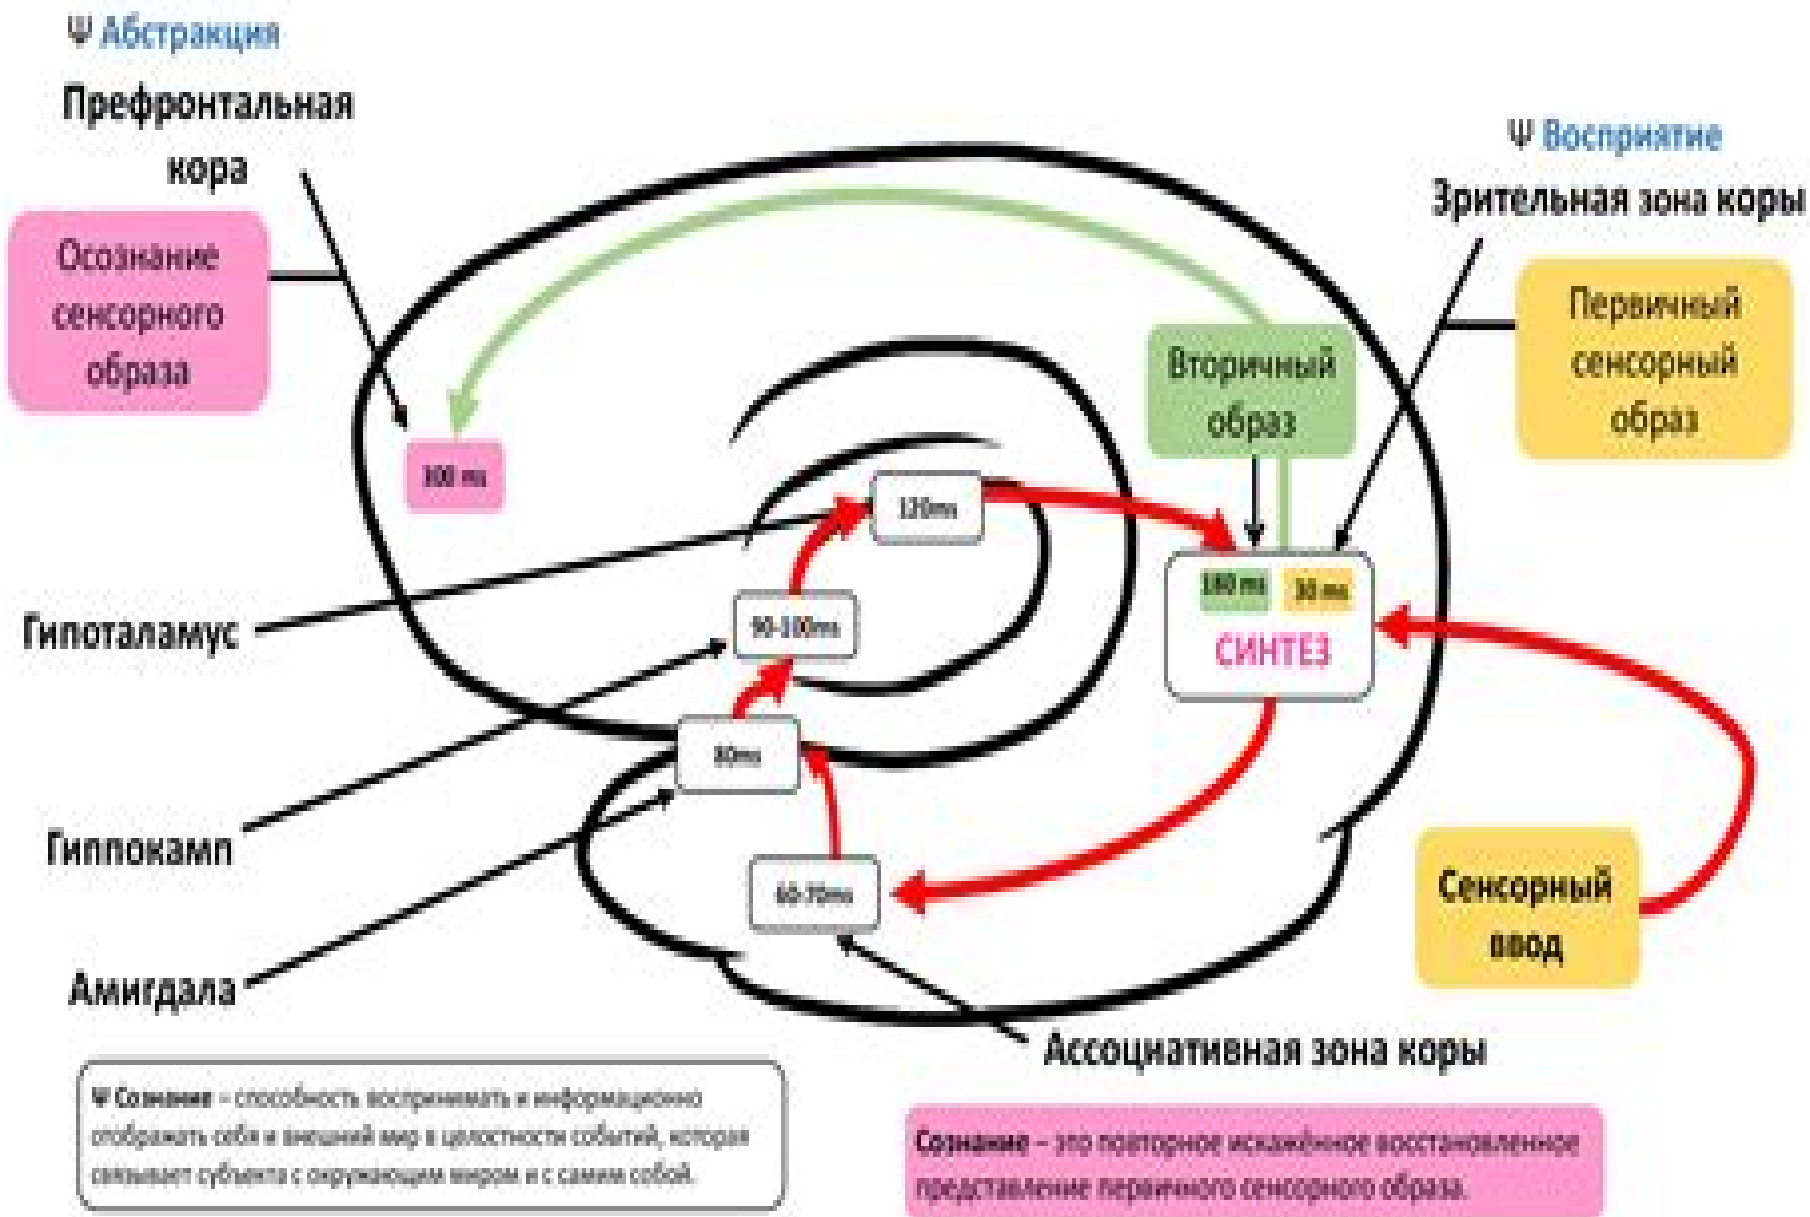 Ψ Абстракция
Префронтальная
кора
Осознание
сенсорного
образа
Ψ Восприятие
Зрительная зона коры
Первичный
сенсорный
образ
Вторичный
образ
300 ms
120ms
180 ms 30 ms
СИНТЕЗ
90-100ms
Гипоталамус
80ms
Гиппокамп
60-70ms
Сенсорный
ввод
Амигдала
Ассоциативная зона коры
Ψ Сознание – способность воспринимать и информационно
отображать себя и внешний мир в целостности событий, которая
связывает субъекта с окружающим миром и с самим собой.
Сознание – это повторное искажённое восстановленное
представление первичного сенсорного образа.